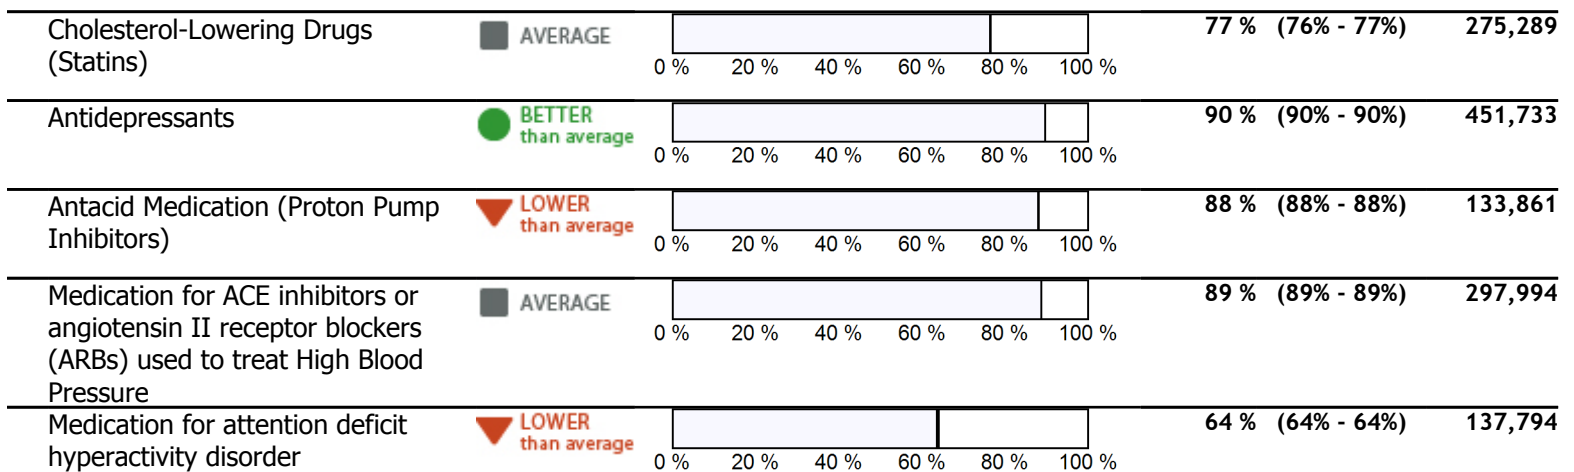 Cholesterol-Lowering Drugs
(Statins)
AVERAGE
0 % 20 % 40 % 60 % 80 % 100 %
77 % (76% - 77%) 275,289
Antidepressants
BETTER
than average
0 % 20 % 40 % 60 % 80 % 100 %
90 % (90% - 90%) 451,733
Antacid Medication (Proton Pump
Inhibitors)
LOWER
than average
0 % 20 % 40 % 60 % 80 % 100 %
88 % (88% - 88%) 133,861
Medication for ACE inhibitors or
angiotensin II receptor blockers
(ARBs) used to treat High Blood
Pressure
AVERAGE
0 % 20 % 40 % 60 % 80 % 100 %
89 % (89% - 89%) 297,994
Medication for attention deficit
hyperactivity disorder
LOWER
than average
0 % 20 % 40 % 60 % 80 % 100 %
64 % (64% - 64%) 137,794